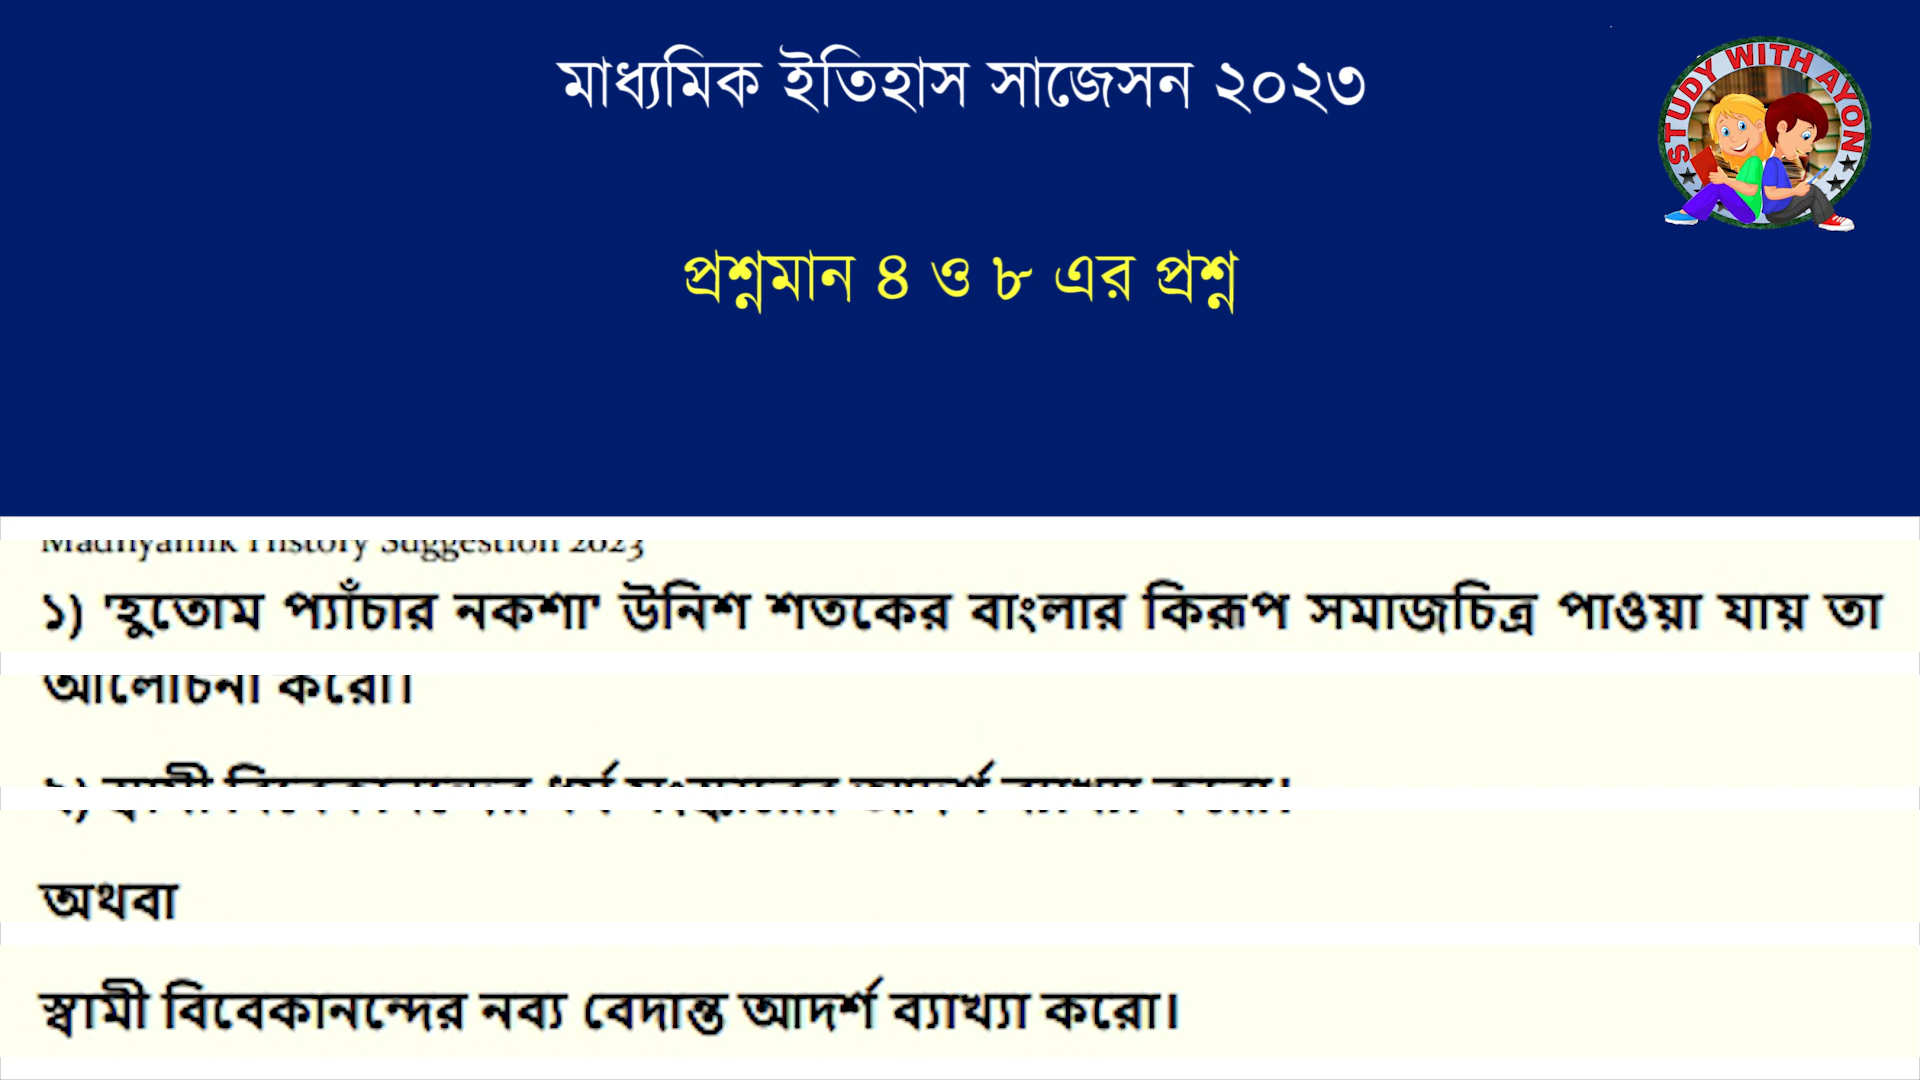 মাধ্যমিক ইতিহাস সাজেসন ২০২৩
STUDY WITH AYON
প্রশ্নমান ৪ ও ৮ এর প্রশ্ন
Madhyamik History Suggestion 2023
১) 'হুতোম প্যাঁচার নকশা' উনিশ শতকের বাংলার কিরূপ সমাজচিত্র পাওয়া যায় তা
আলোচনা করো।
২) স্বামী বিবেকানন্দের ধর্ম সংস্কারের আদর্শ ব্যাখ্যা করো।
অথবা
স্বামী বিবেকানন্দের নব্য বেদান্ত আদর্শ ব্যাখ্যা করো।